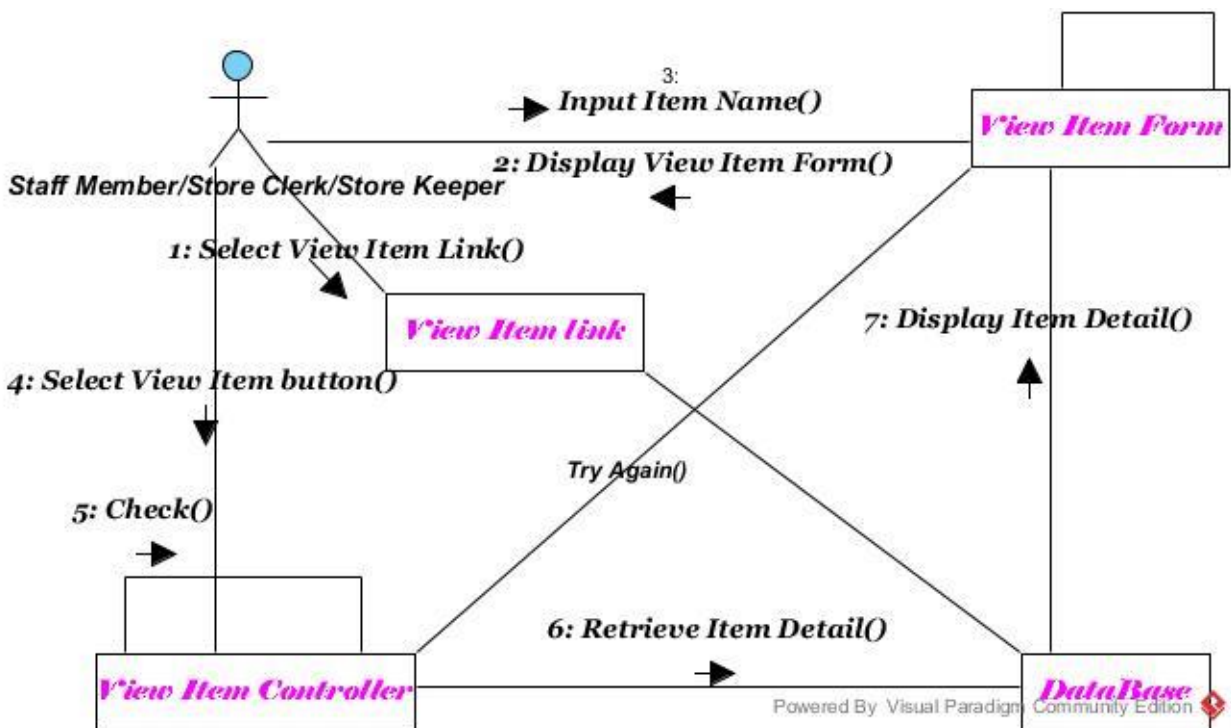 3:
Input Item Name()
View Item Form
2: Display View Item Form()
Staff Member/Store Clerk/Store Keeper
1: Select View Item Link()
View Item link
7: Display Item Detail()
4: Select View Item button()
Try Again()
5: Check()
6: Retrieve Item Detail()
View Item Controller
DataBase
Powered By Visual Paradigm Community Edition